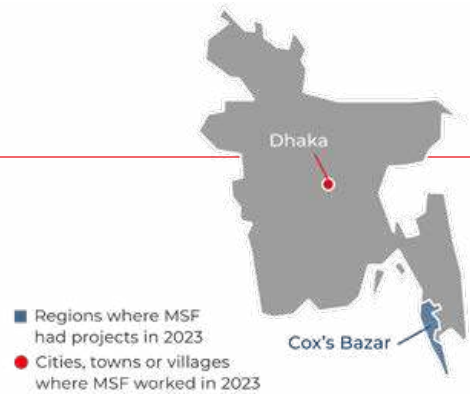 Dhaka
Cox's Bazar
Regions where MSF
had projects in 2023
Cities, towns or villages
where MSF worked in 2023